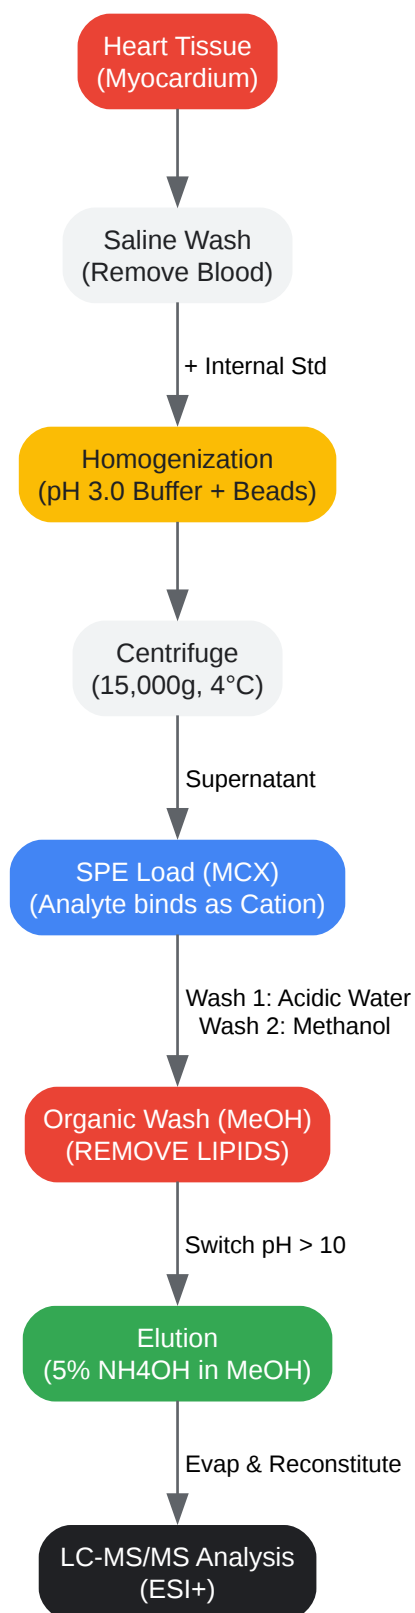 Heart Tissue
(Myocardium)
Saline Wash
(Remove Blood)
+ Internal Std
Homogenization
(pH 3.0 Buffer + Beads)
Centrifuge
(15,000g, 4°C)
Supernatant
SPE Load (MCX)
(Analyte binds as Cation)
Wash 1: Acidic Water
Wash 2: Methanol
Organic Wash (MeOH)
(REMOVE LIPIDS)
Switch pH > 10
Elution
(5% NH4OH in MeOH)
Evap & Reconstitute
LC-MS/MS Analysis
(ESI+)